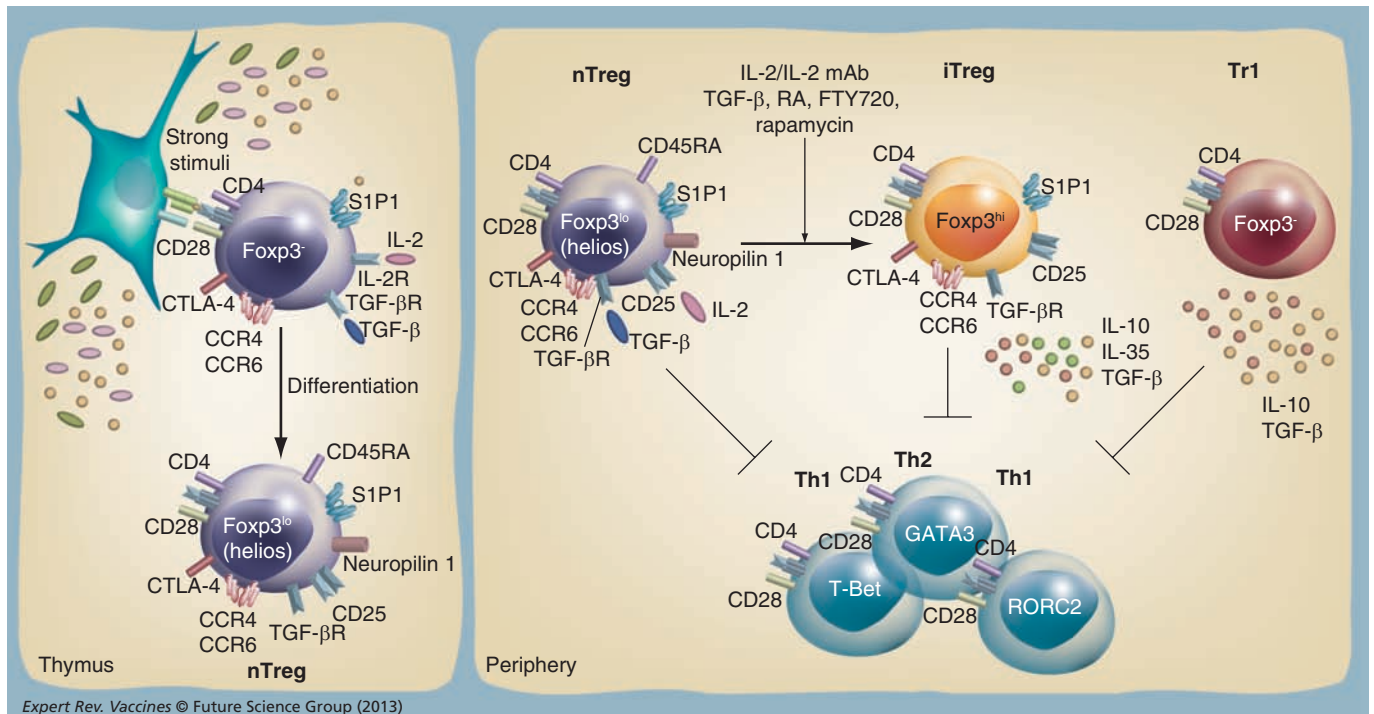 Strong
stimuli
CD4
S1P1
CD28
Foxp3-
IL-2
IL-2R
CTLA-4
TGF-βR
TGF-β
CCR4
CCR6
Differentiation
CD4
CD45RA
S1P1
CD28
Foxp3lo
(helios)
Neuropilin 1
CTLA-4
CD25
CCR4
CCR6
TGF-βR
nTreg
Thymus
nTreg
CD45RA
CD4
S1P1
CD28
Foxp3lo
(helios)
Neuropilin 1
CTLA-4
CD25
IL-2
CCR4
CCR6
TGF-β
TGF-βR
IL-2/IL-2 mAb
TGF-β, RA, FTY720,
rapamycin
iTreg
CD4
S1P1
CD28
Foxp3hi
CTLA-4
CD25
CCR4
CCR6
TGF-βR
IL-10
IL-35
TGF-β
Tr1
CD4
CD28
Foxp3-
IL-10
TGF-β
Th1
Th2
Th1
CD4
CD28
GATA3
CD4
CD28
T-Bet
CD4
CD28
RORC2
Periphery
Expert Rev. Vaccines © Future Science Group (2013)